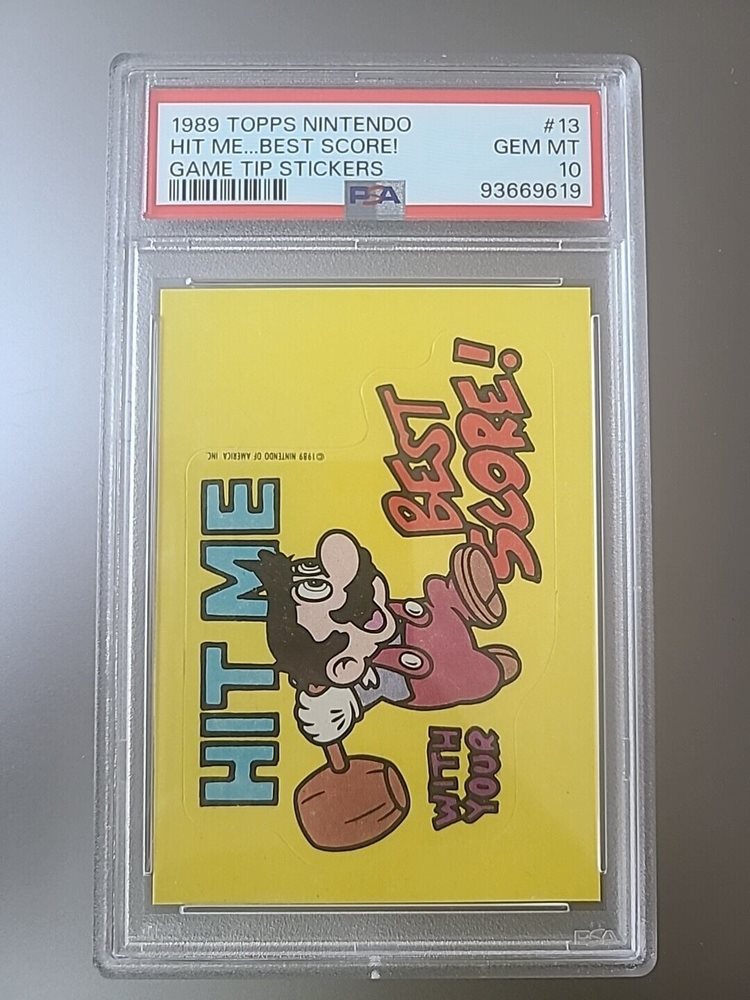 1989 TOPPS NINTENDO #13
HIT ME...BEST SCORE! GEM MT
GAME TIP STICKERS 10
PSA 93669619
©1989 NINTENDO OF AMERICA INC.
HIT ME
WITH
YOUR
BEST
SCORE!
PSA